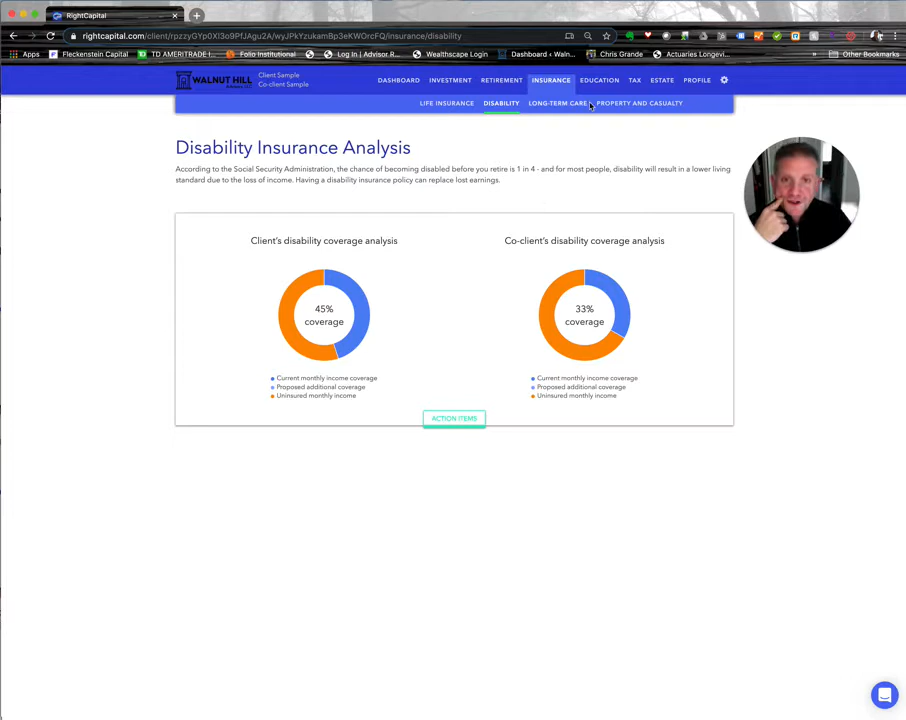 RightCapital
rightcapital.com/client/rpzzyGYp0Xl3o9PfJAgu2A/wyJPkYzukamBp3eKWOrcFQ/insurance/disability
Apps Fleckenstein Capital TD AMERITRADE I... Folio Institutional Log In | Advisor R... Wealthscape Login Dashboard ‹ Waln... Chris Grande Actuaries Longevi... » Other Bookmarks
WALNUT HILL
Client Sample
Co-client Sample
DASHBOARD INVESTMENT RETIREMENT INSURANCE EDUCATION TAX ESTATE PROFILE
LIFE INSURANCE DISABILITY LONG-TERM CARE PROPERTY AND CASUALTY
Disability Insurance Analysis
According to the Social Security Administration, the chance of becoming disabled before you retire is 1 in 4 - and for most people, disability will result in a lower living
standard due to the loss of income. Having a disability insurance policy can replace lost earnings.
Client's disability coverage analysis
45%
coverage
Current monthly income coverage
Proposed additional coverage
Uninsured monthly income
Co-client's disability coverage analysis
33%
coverage
Current monthly income coverage
Proposed additional coverage
Uninsured monthly income
ACTION ITEMS